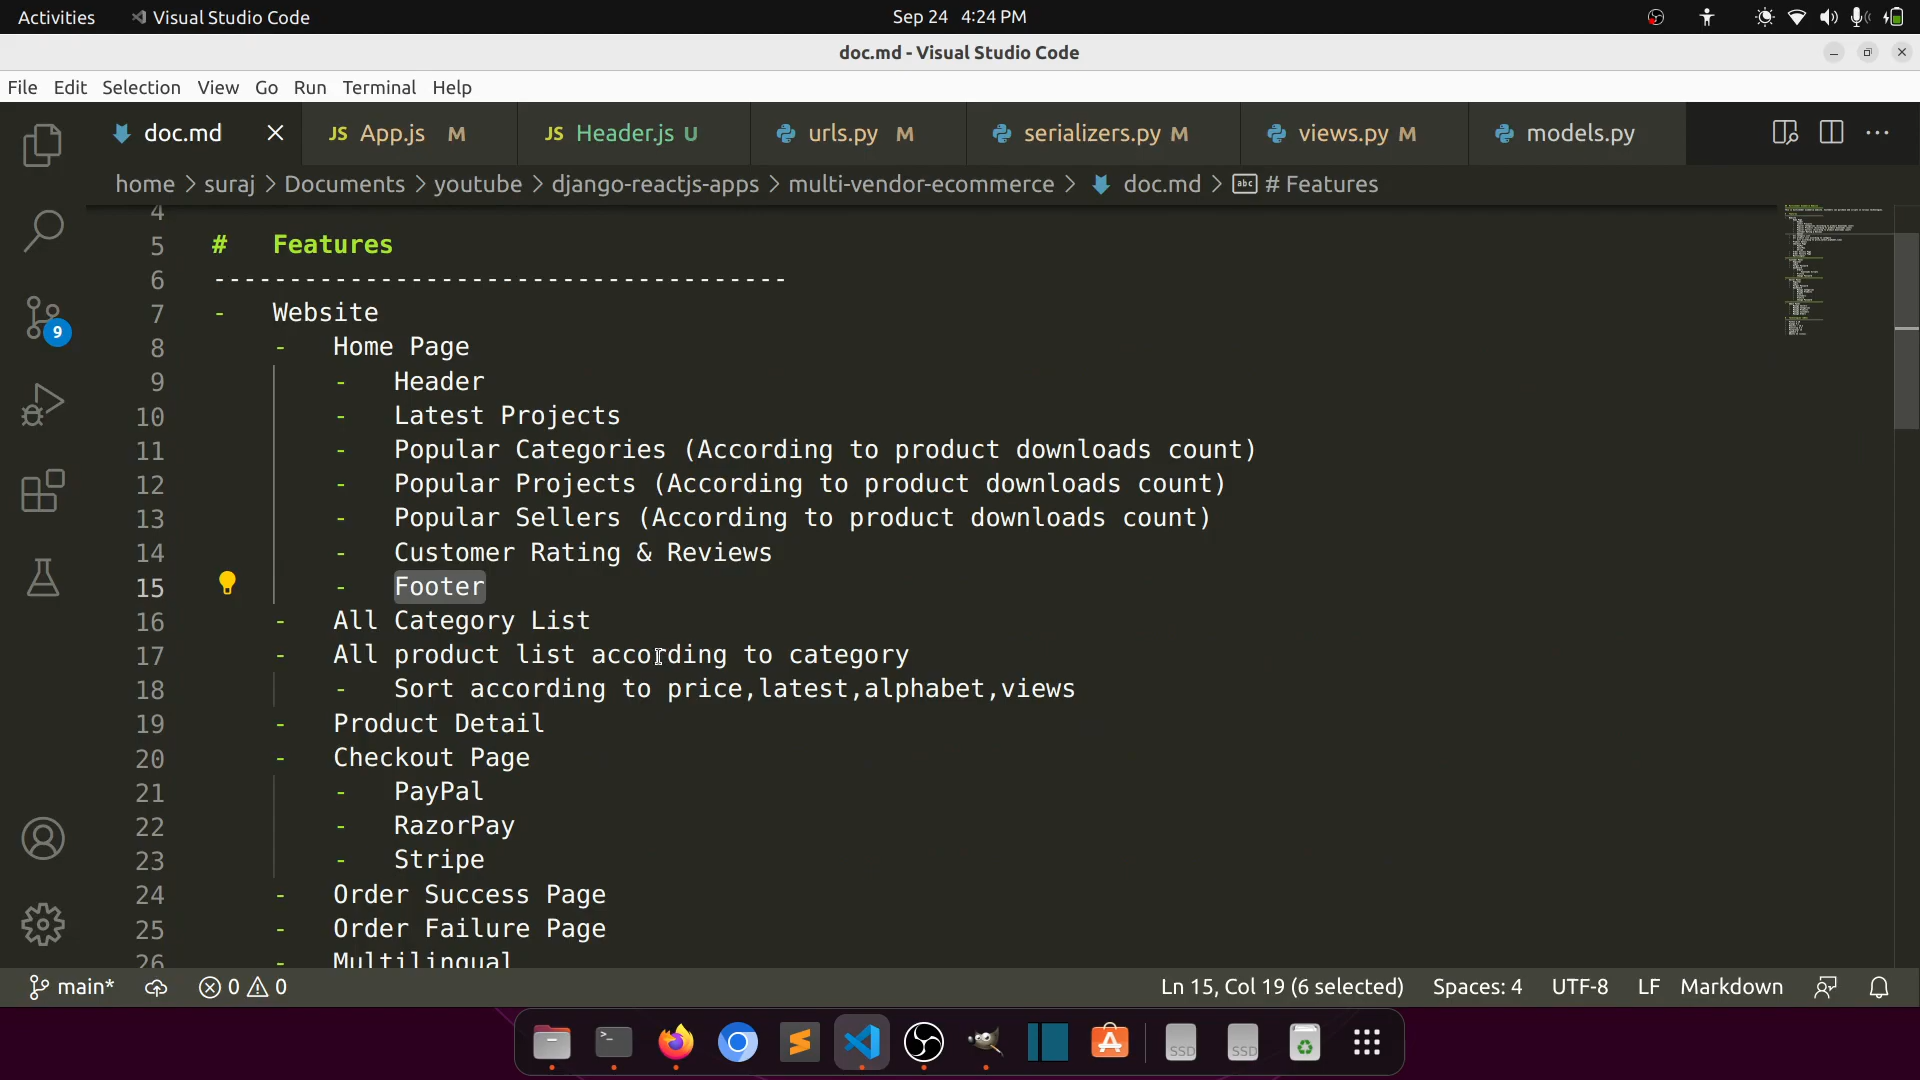 Activities
Visual Studio Code
Sep 24 4:24 PM
doc.md - Visual Studio Code
File Edit Selection View Go Run Terminal Help
doc.md
JS App.js M
JS Header.js U
urls.py M
serializers.py M
views.py M
models.py
home > suraj > Documents > youtube > django-reactjs-apps > multi-vendor-ecommerce > doc.md > abc # Features
4
5 # Features
6 --------------------------------------
7 - Website
8 - Home Page
9 - Header
10 - Latest Projects
11 - Popular Categories (According to product downloads count)
12 - Popular Projects (According to product downloads count)
13 - Popular Sellers (According to product downloads count)
14 - Customer Rating & Reviews
15 - Footer
16 - All Category List
17 - All product list according to category
18 - Sort according to price,latest,alphabet,views
19 - Product Detail
20 - Checkout Page
21 - PayPal
22 - RazorPay
23 - Stripe
24 - Order Success Page
25 - Order Failure Page
26 - Multilingual
9
main* 0 0
Ln 15, Col 19 (6 selected) Spaces: 4 UTF-8 LF Markdown
SSD SSD